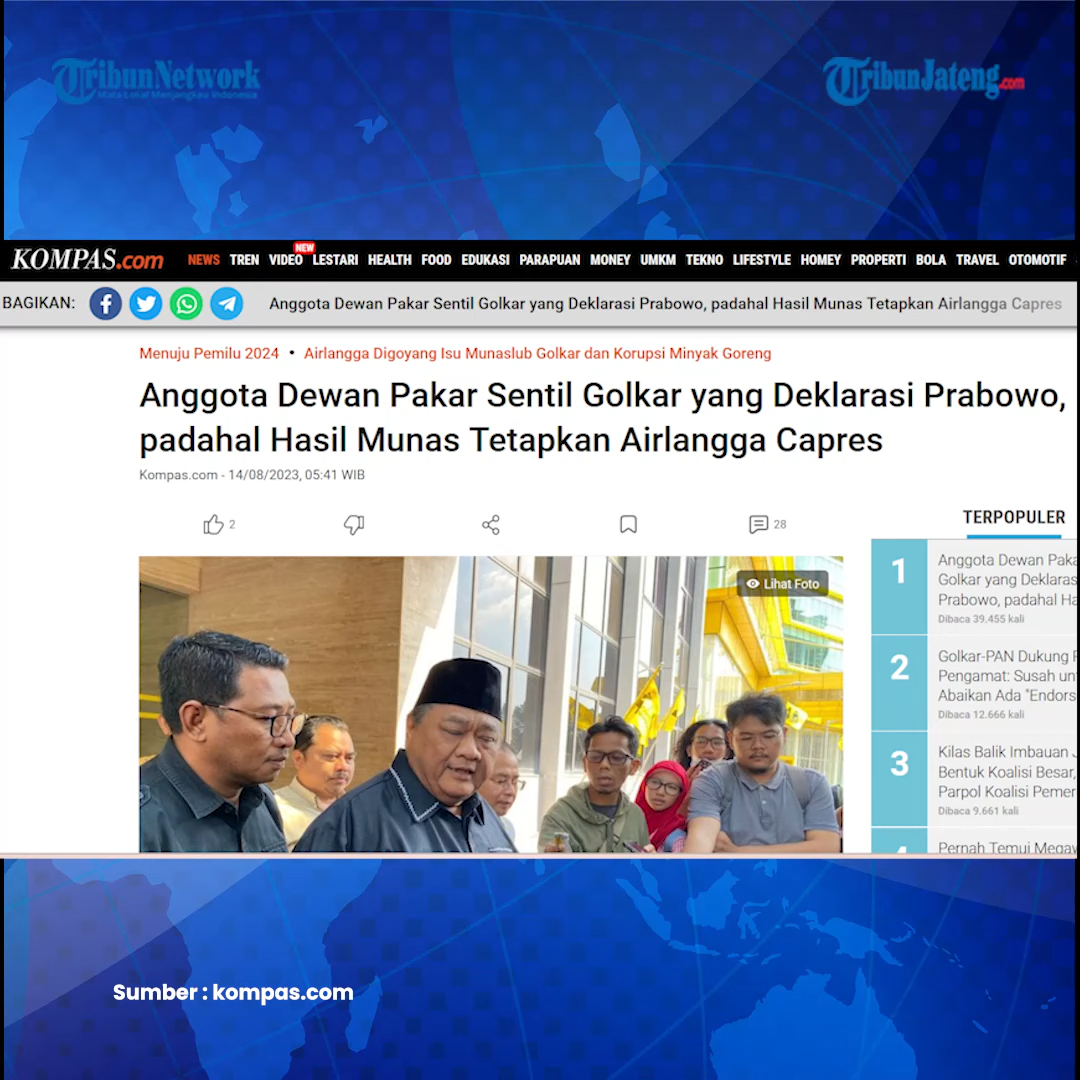 TribunNetwork
Mata Lokal Menjangkau Indonesia
TribunJateng.com
KOMPAS.com NEWS TREN VIDEO NEW LESTARI HEALTH FOOD EDUKASI PARAPUAN MONEY UMKM TEKNO LIFESTYLE HOMEY PROPERTI BOLA TRAVEL OTOMOTIF
BAGIKAN: Anggota Dewan Pakar Sentil Golkar yang Deklarasi Prabowo, padahal Hasil Munas Tetapkan Airlangga Capres
Menuju Pemilu 2024 • Airlangga Digoyang Isu Munaslub Golkar dan Korupsi Minyak Goreng
Anggota Dewan Pakar Sentil Golkar yang Deklarasi Prabowo,
padahal Hasil Munas Tetapkan Airlangga Capres
Kompas.com - 14/08/2023, 05:41 WIB
2
28
Lihat Foto
TERPOPULER
1
Anggota Dewan Paka
Golkar yang Deklaras
Prabowo, padahal Ha
Dibaca 39.455 kali
2
Golkar-PAN Dukung P
Pengamat: Susah un
Abaikan Ada "Endors
Dibaca 12.666 kali
3
Kilas Balik Imbauan J
Bentuk Koalisi Besar,
Parpol Koalisi Pemer
Dibaca 9.661 kali
4
Pernah Temui Megaw
Sumber : kompas.com